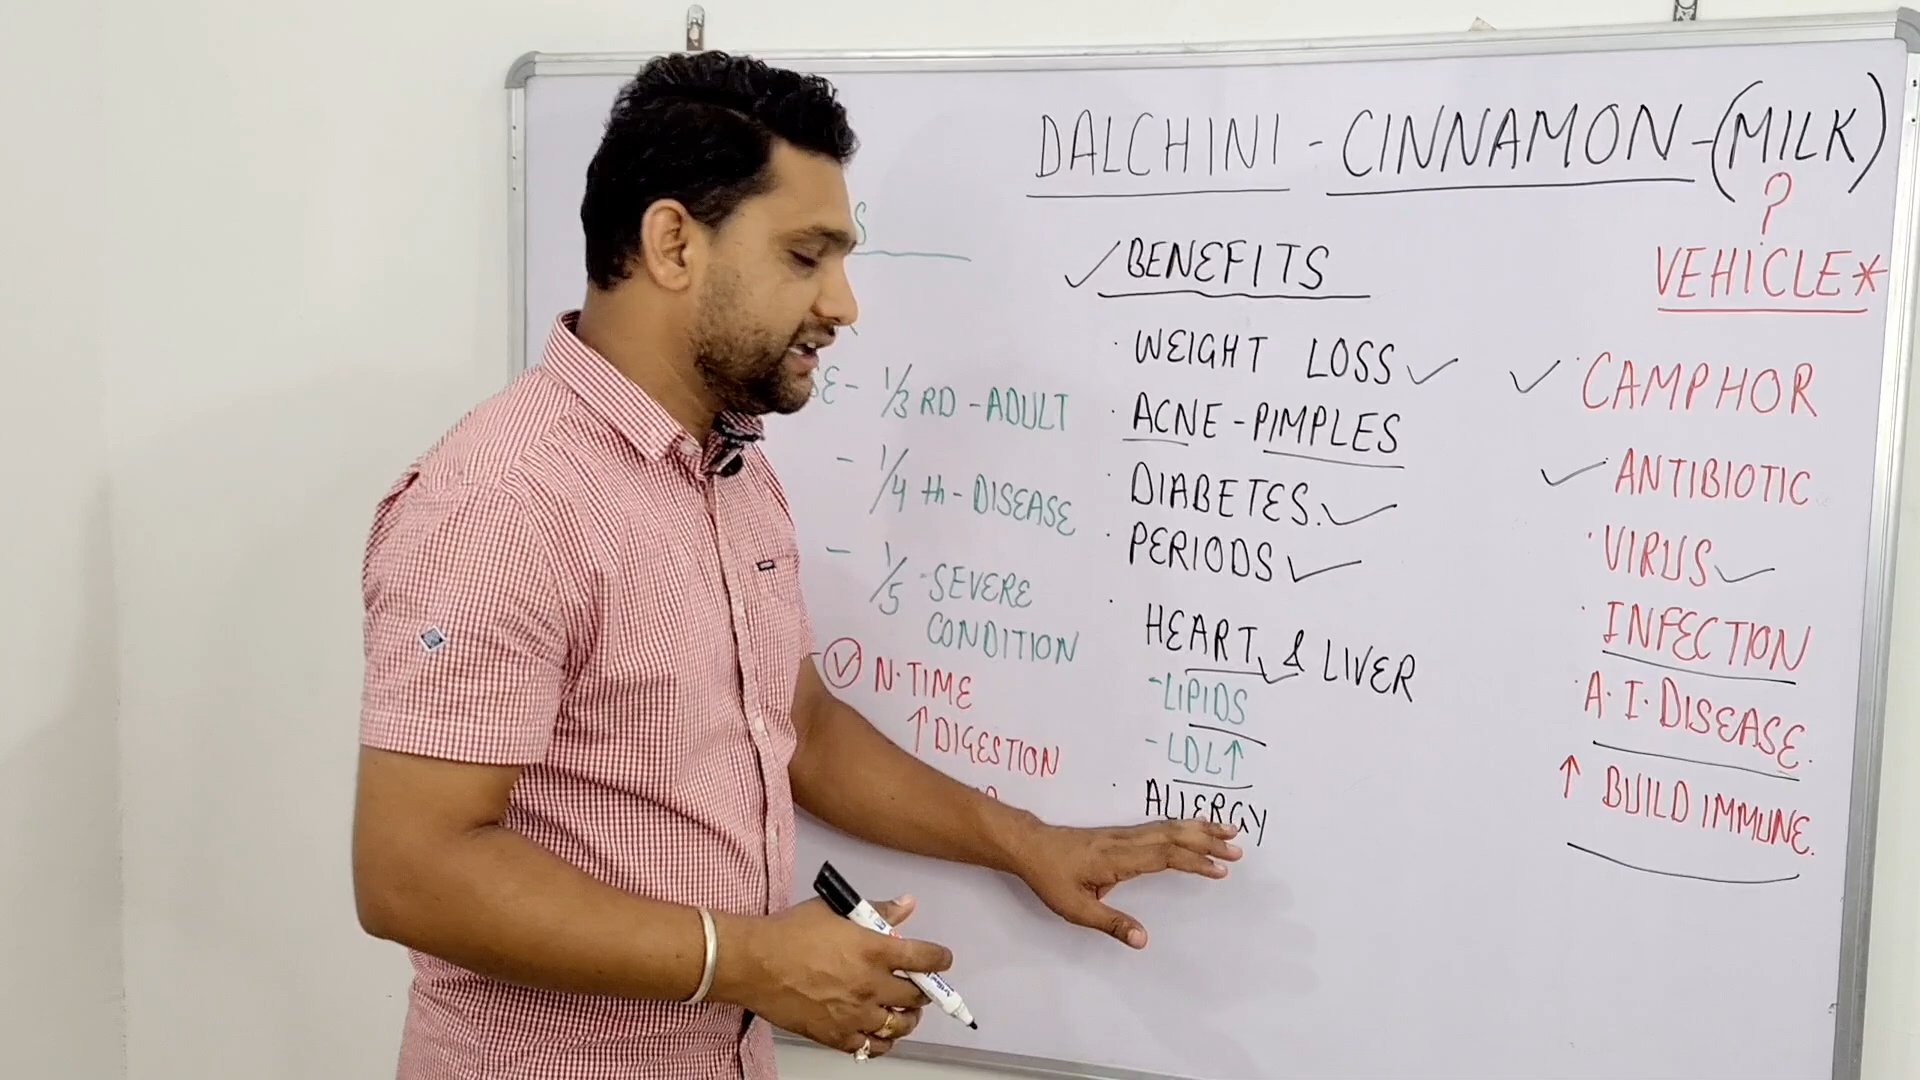 DALCHINI - CINNAMON - (MILK)
?
VEHICLE*
BENEFITS
· WEIGHT LOSS
· ACNE - PIMPLES
· DIABETES.
· PERIODS
· HEART & LIVER
- LIPIDS
- LDL↑
· ALLERGY
- 1/3 RD - ADULT
- 1/4 th - DISEASE
- 1/5 - SEVERE
CONDITION
N. TIME
↑ DIGESTION
· CAMPHOR
ANTIBIOTIC
· VIRUS
· INFECTION
· A.I. DISEASE.
↑ BUILD IMMUNE.